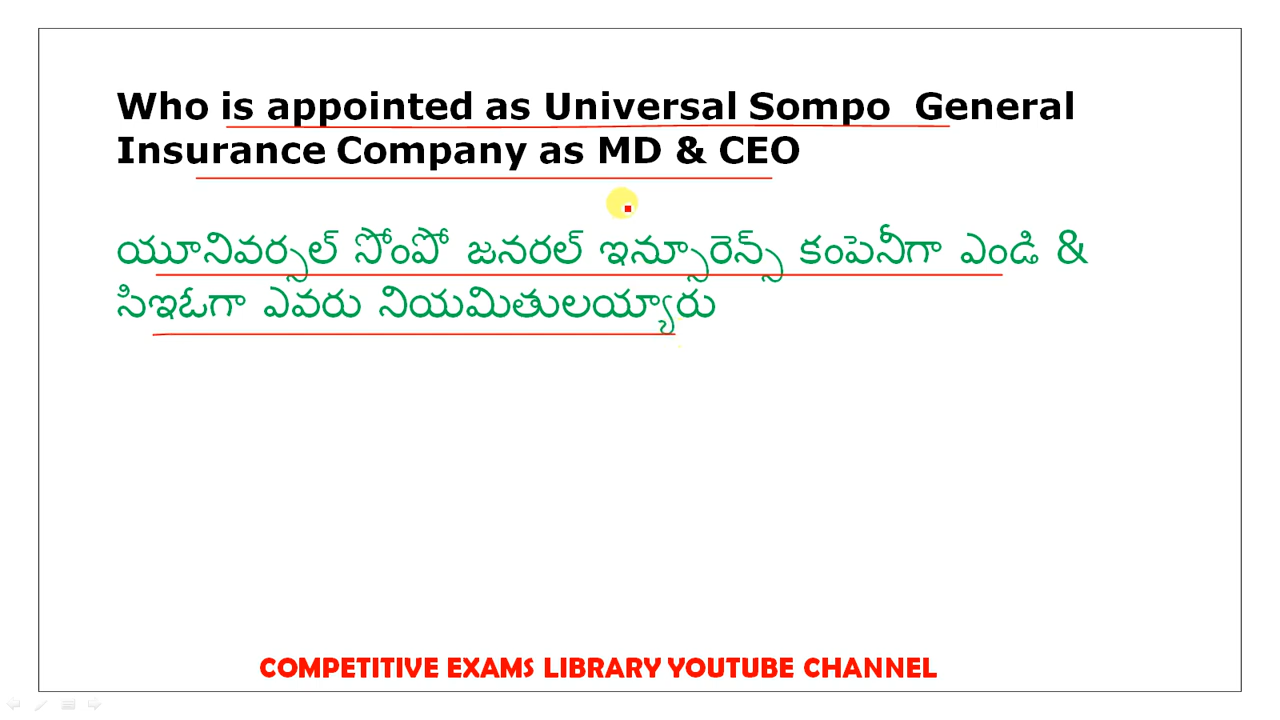 Who is appointed as Universal Sompo General
Insurance Company as MD & CEO
యూనివర్సల్ సోంపో జనరల్ ఇన్సూరెన్స్ కంపెనీగా ఎండి &
సిఇఓగా ఎవరు నియమితులయ్యారు
COMPETITIVE EXAMS LIBRARY YOUTUBE CHANNEL